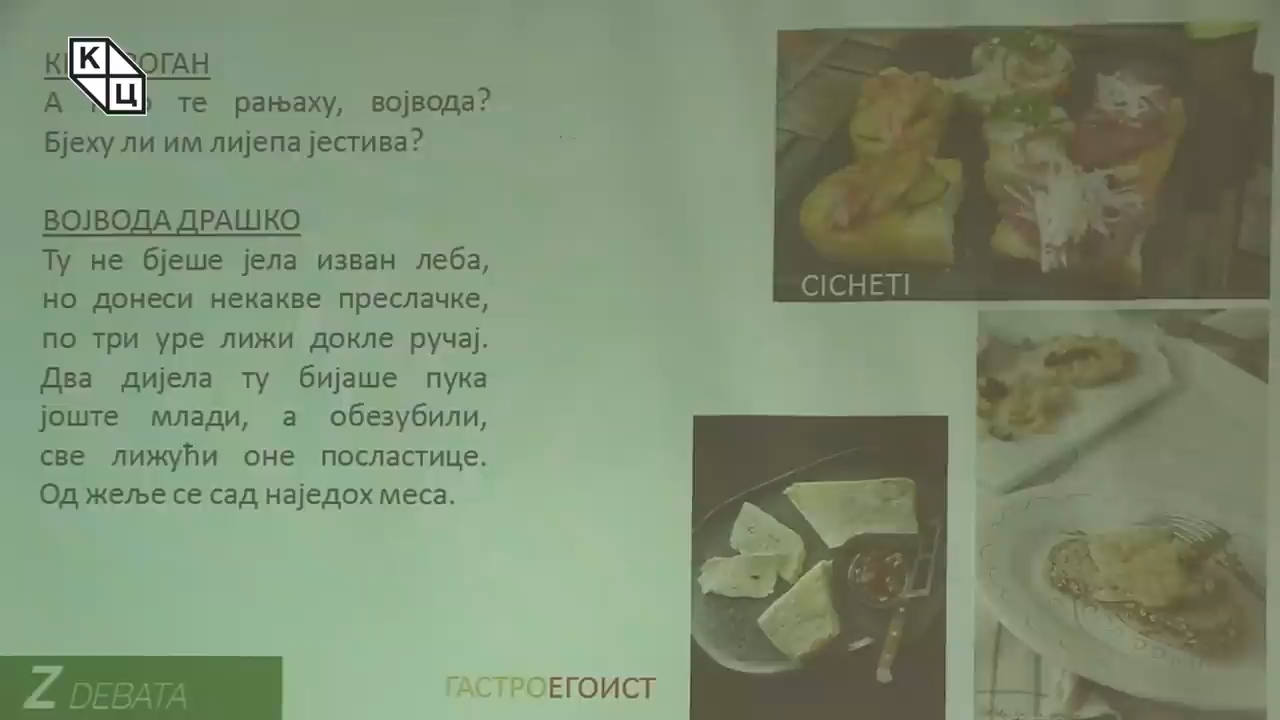 К
Ц
ОГАН
А те рањаху, војвода?
Бјеху ли им лијепа јестива?
ВОЈВОДА ДРАШКО
Ту не бјеше јела изван леба,
но донеси некакве преслачке,
по три уре лижи докле ручај.
Два дијела ту бијаше пука
јоште млади, а обезубили,
све лижући оне посластице.
Од жеље се сад наједох меса.
CICHETI
Z DEBATA
ГАСТРОЕГОИСТ